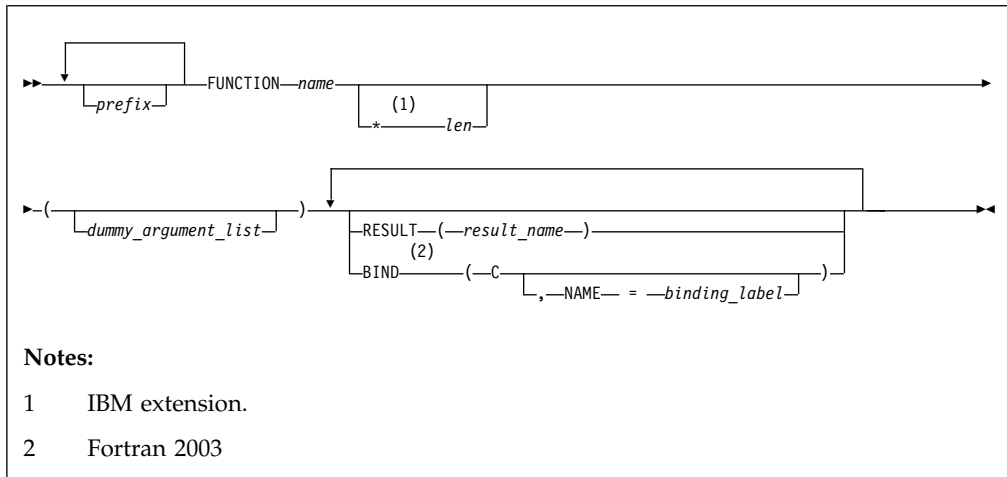 FUNCTION name
prefix (1)
* len
( dummy_argument_list )
RESULT ( result_name )
(2)
BIND ( C )
, NAME = binding_label
Notes:
1 IBM extension.
2 Fortran 2003